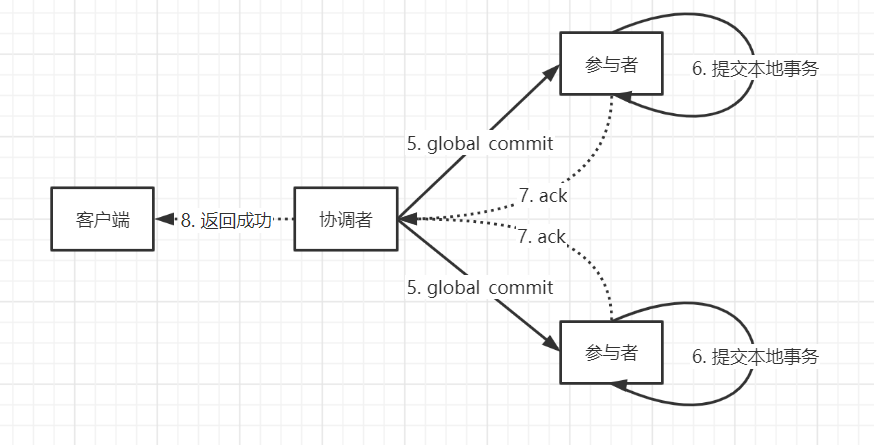 参与者
6. 提交本地事务
5. global commit
7. ack
客户端
8. 返回成功
协调者
7. ack
5. global commit
参与者
6. 提交本地事务